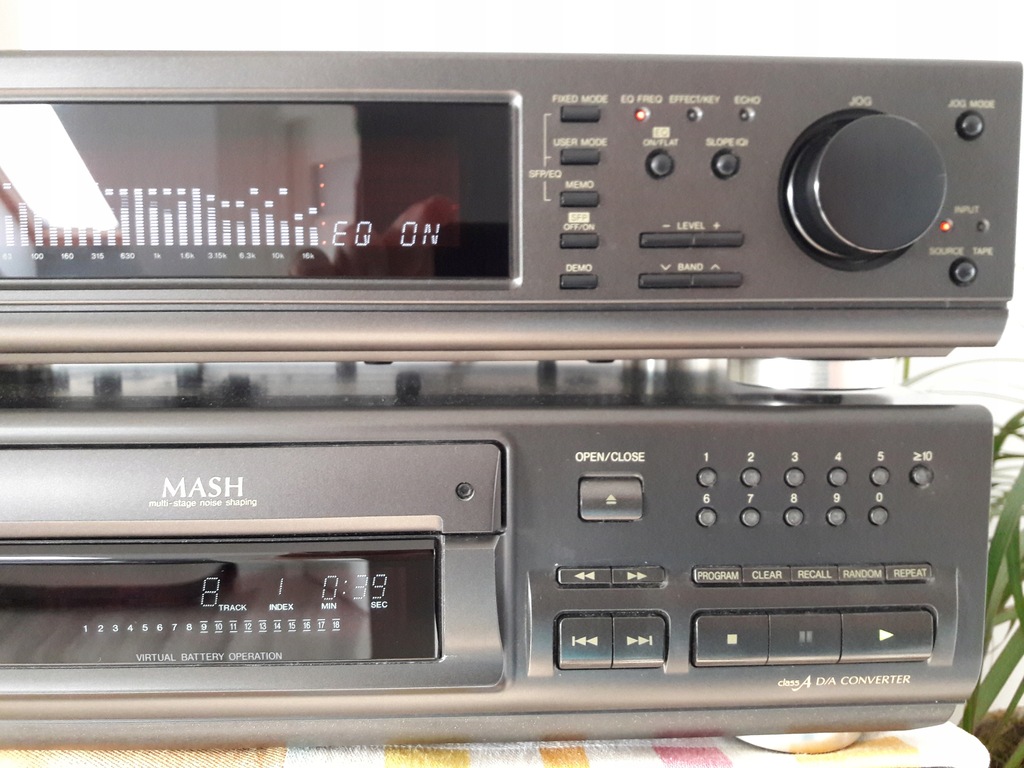 FIXED MODE EQ FREQ EFFECT/KEY ECHO JOG JOG MODE
EQ
USER MODE ON/FLAT SLOPE(Q)
SFP/EQ
MEMO
SFP
OFF/ON − LEVEL + INPUT
EQ ON
SOURCE TAPE
63 100 160 315 630 1k 1.6k 3.15k 6.3k 10k 16k
DEMO BAND
OPEN/CLOSE 1 2 3 4 5 ≥10
6 7 8 9 0
MASH
multi-stage noise shaping
PROGRAM CLEAR RECALL RANDOM REPEAT
8 TRACK 1 INDEX 0:39 MIN SEC
1 2 3 4 5 6 7 8 9 10 11 12 13 14 15 16 17 18
VIRTUAL BATTERY OPERATION
class A D/A CONVERTER